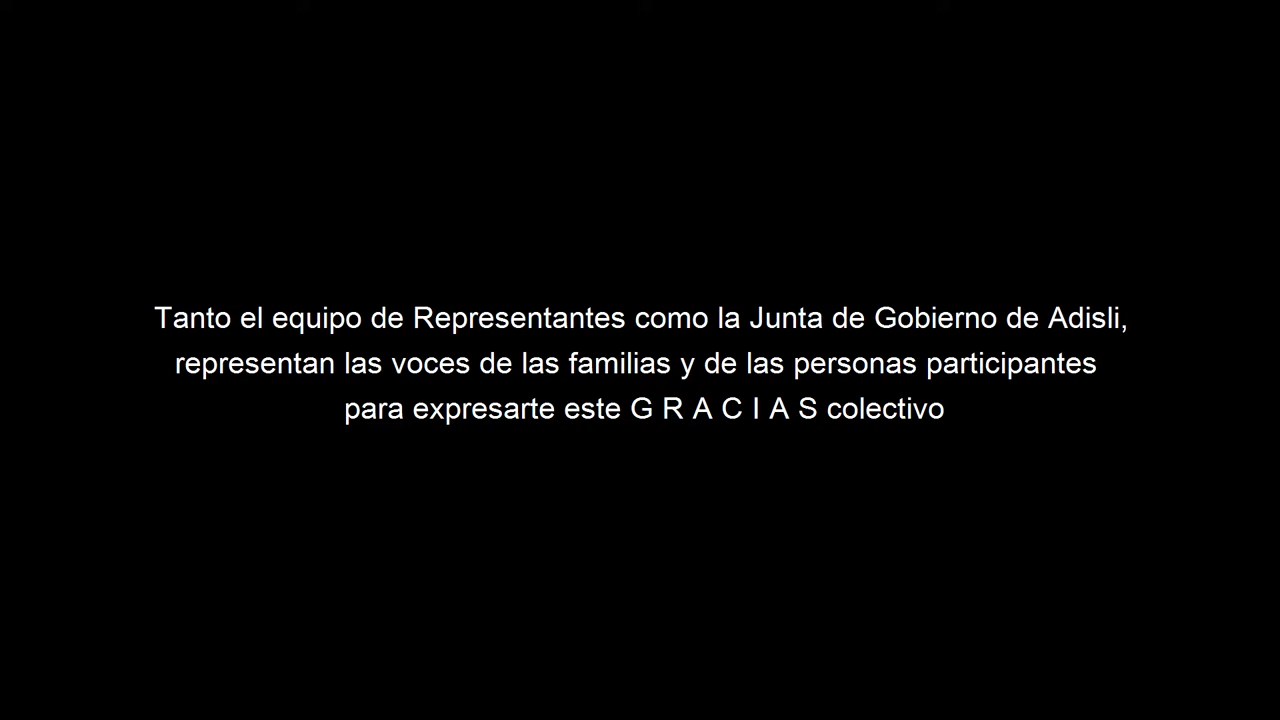 Tanto el equipo de Representantes como la Junta de Gobierno de Adisli,
representan las voces de las familias y de las personas participantes
para expresarte este G R A C I A S colectivo